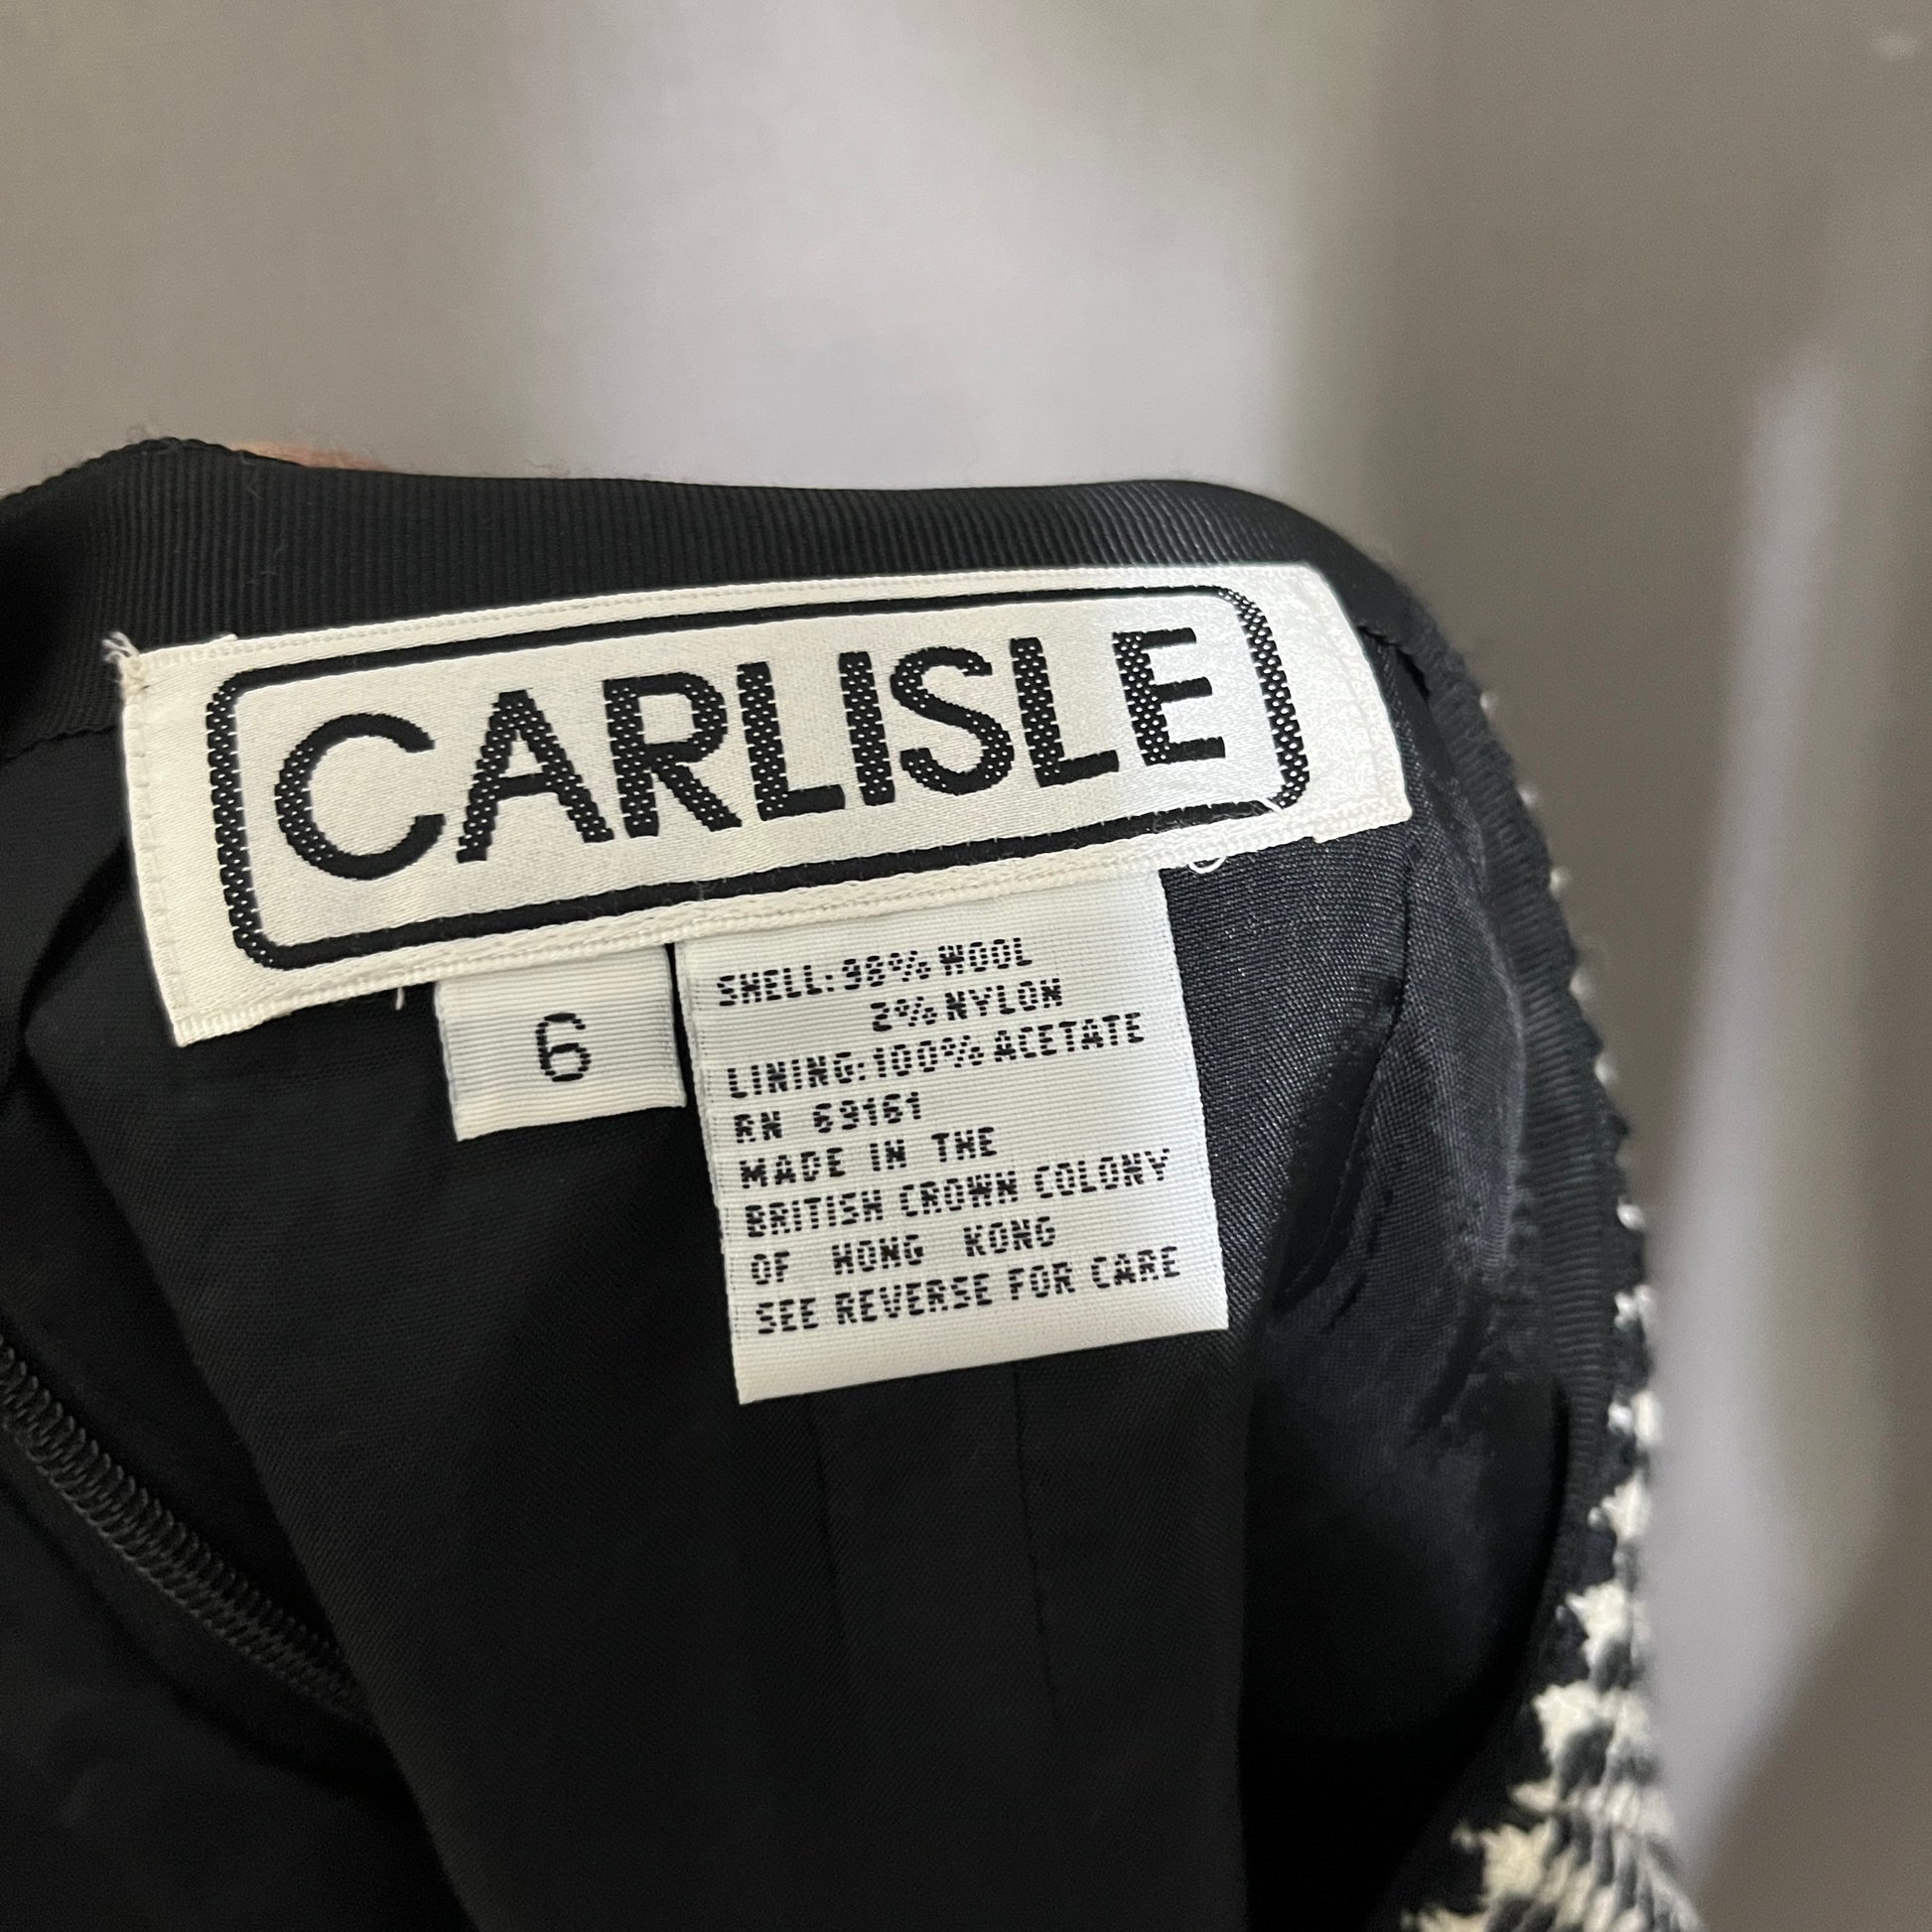 CARLISLE
6
SHELL: 98% WOOL
2% NYLON
LINING: 100% ACETATE
RN 69161
MADE IN THE
BRITISH CROWN COLONY
OF HONG KONG
SEE REVERSE FOR CARE